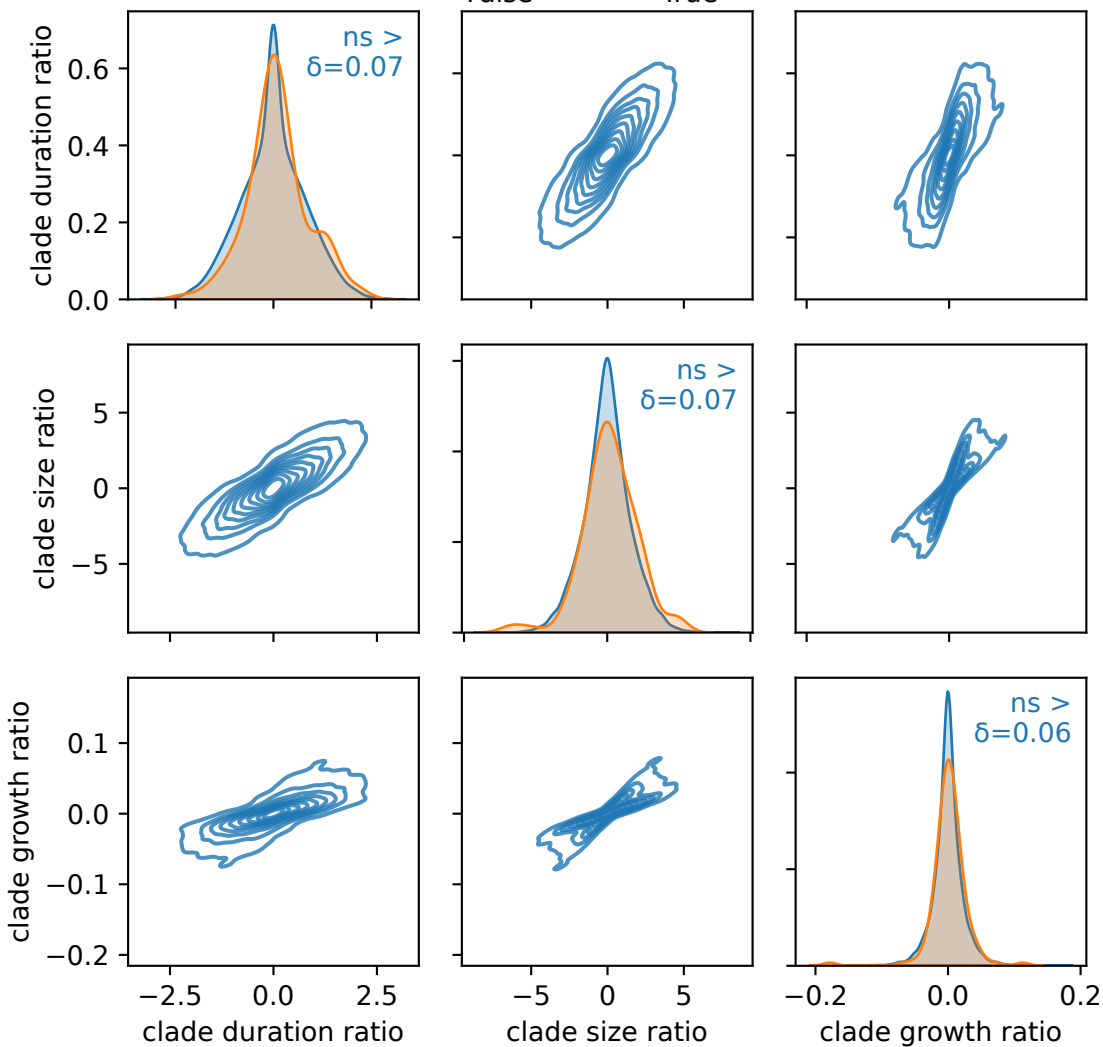 False True
clade duration ratio
0.6
0.4
0.2
0.0
ns >
δ=0.07
clade size ratio
5
0
−5
ns >
δ=0.07
clade growth ratio
0.1
0.0
−0.1
−0.2
ns >
δ=0.06
−2.5 0.0 2.5 −5 0 5 −0.2 0.0 0.2
clade duration ratio clade size ratio clade growth ratio